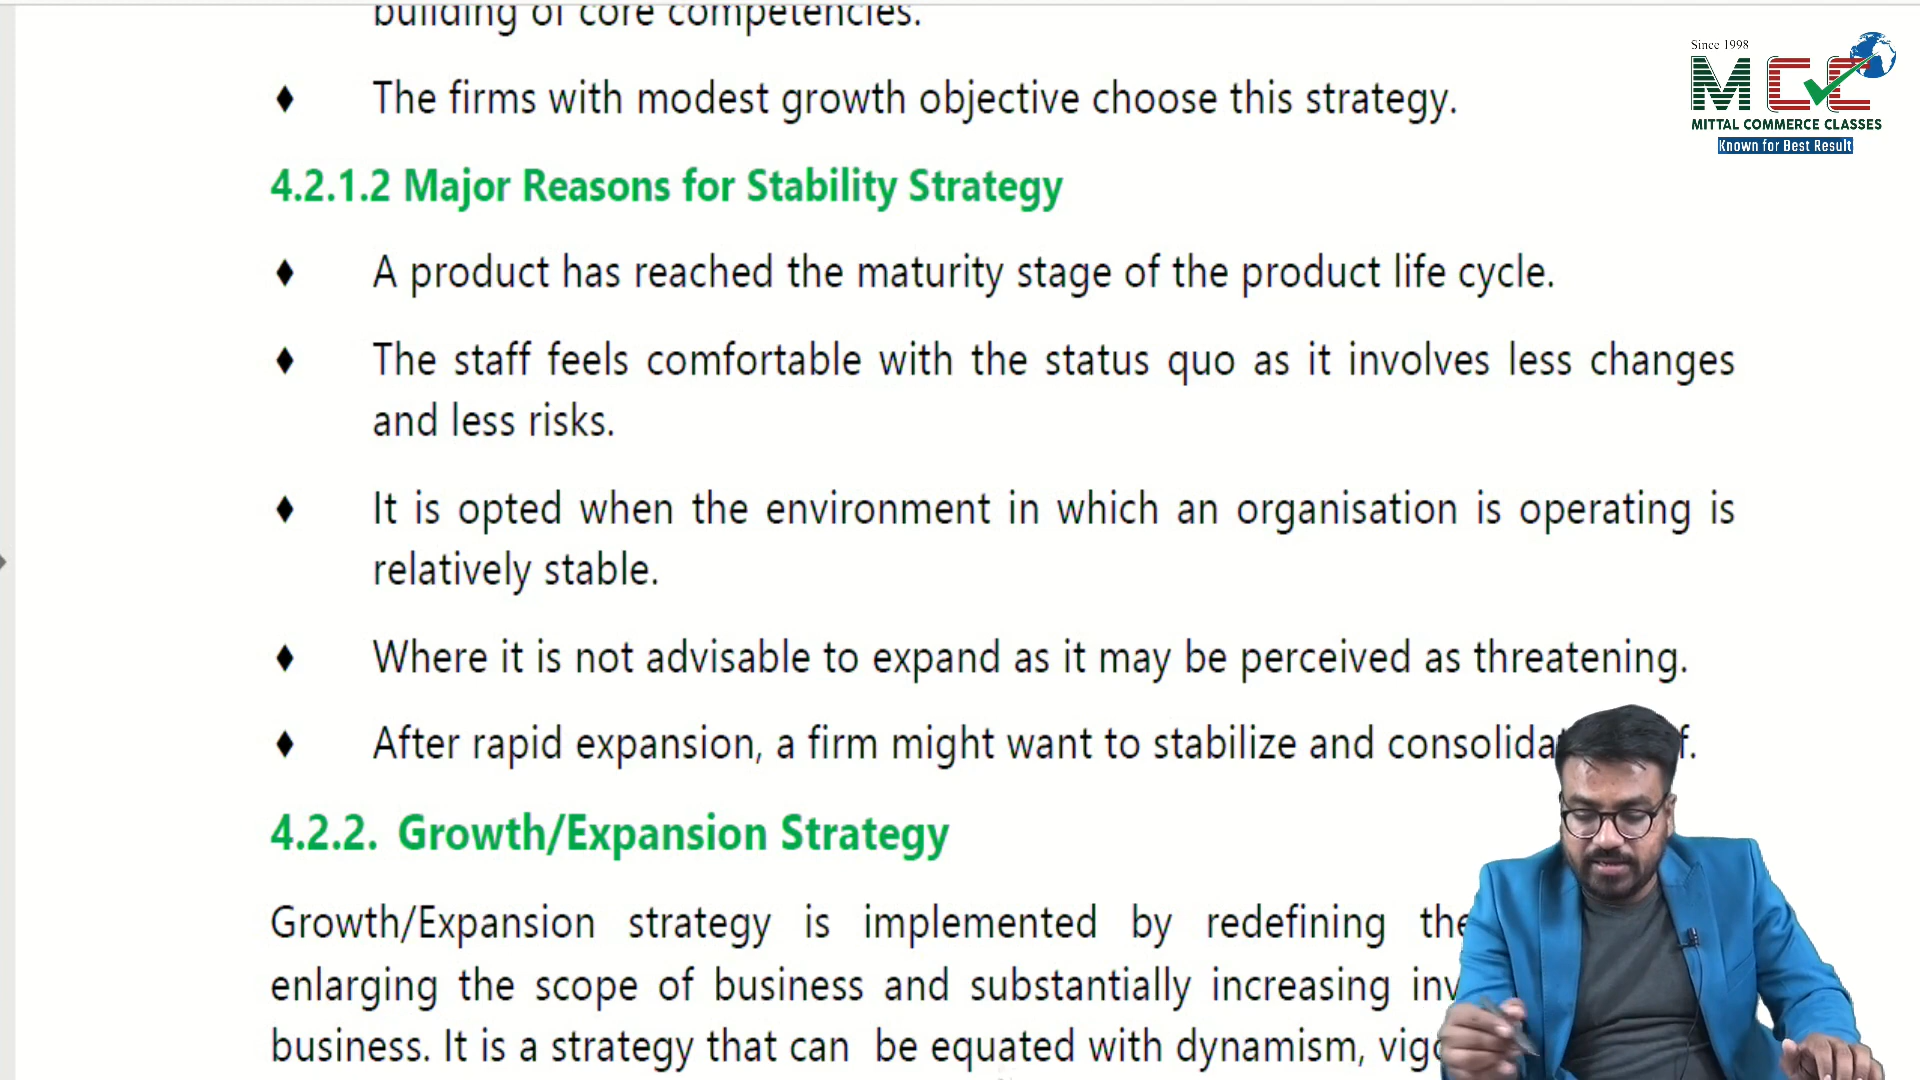 building of core competencies.
Since 1998
MCC
MITTAL COMMERCE CLASSES
Known for Best Result
♦ The firms with modest growth objective choose this strategy.
4.2.1.2 Major Reasons for Stability Strategy
♦ A product has reached the maturity stage of the product life cycle.
♦ The staff feels comfortable with the status quo as it involves less changes
and less risks.
♦ It is opted when the environment in which an organisation is operating is
relatively stable.
♦ Where it is not advisable to expand as it may be perceived as threatening.
♦ After rapid expansion, a firm might want to stabilize and
4.2.2. Growth/Expansion Strategy
Growth/Expansion strategy is implemented by redefining the
enlarging the scope of business and substantially increasing
business. It is a strategy that can be equated with dynamism,